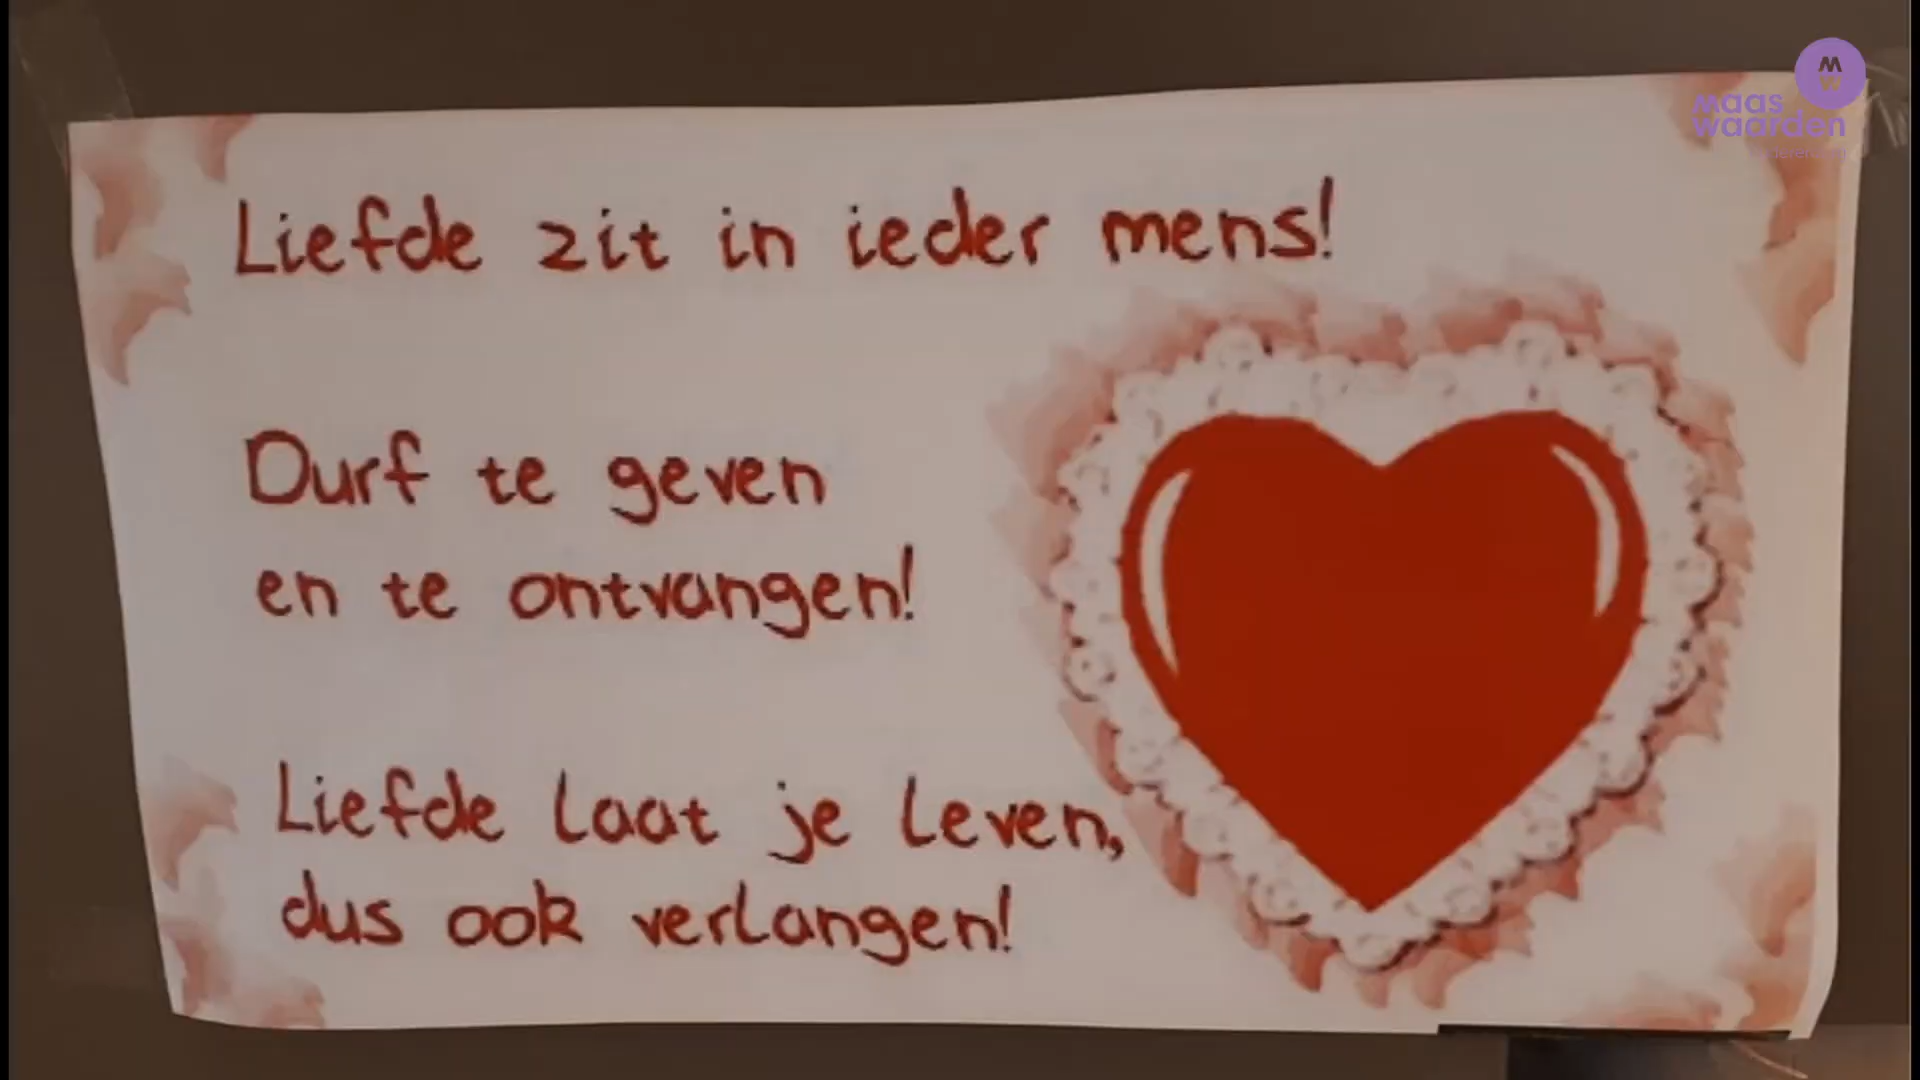 MW
maas
waarden
Liefde zit in ieder mens!
Durf te geven
en te ontvangen!
Liefde laat je leven,
dus ook verlangen!